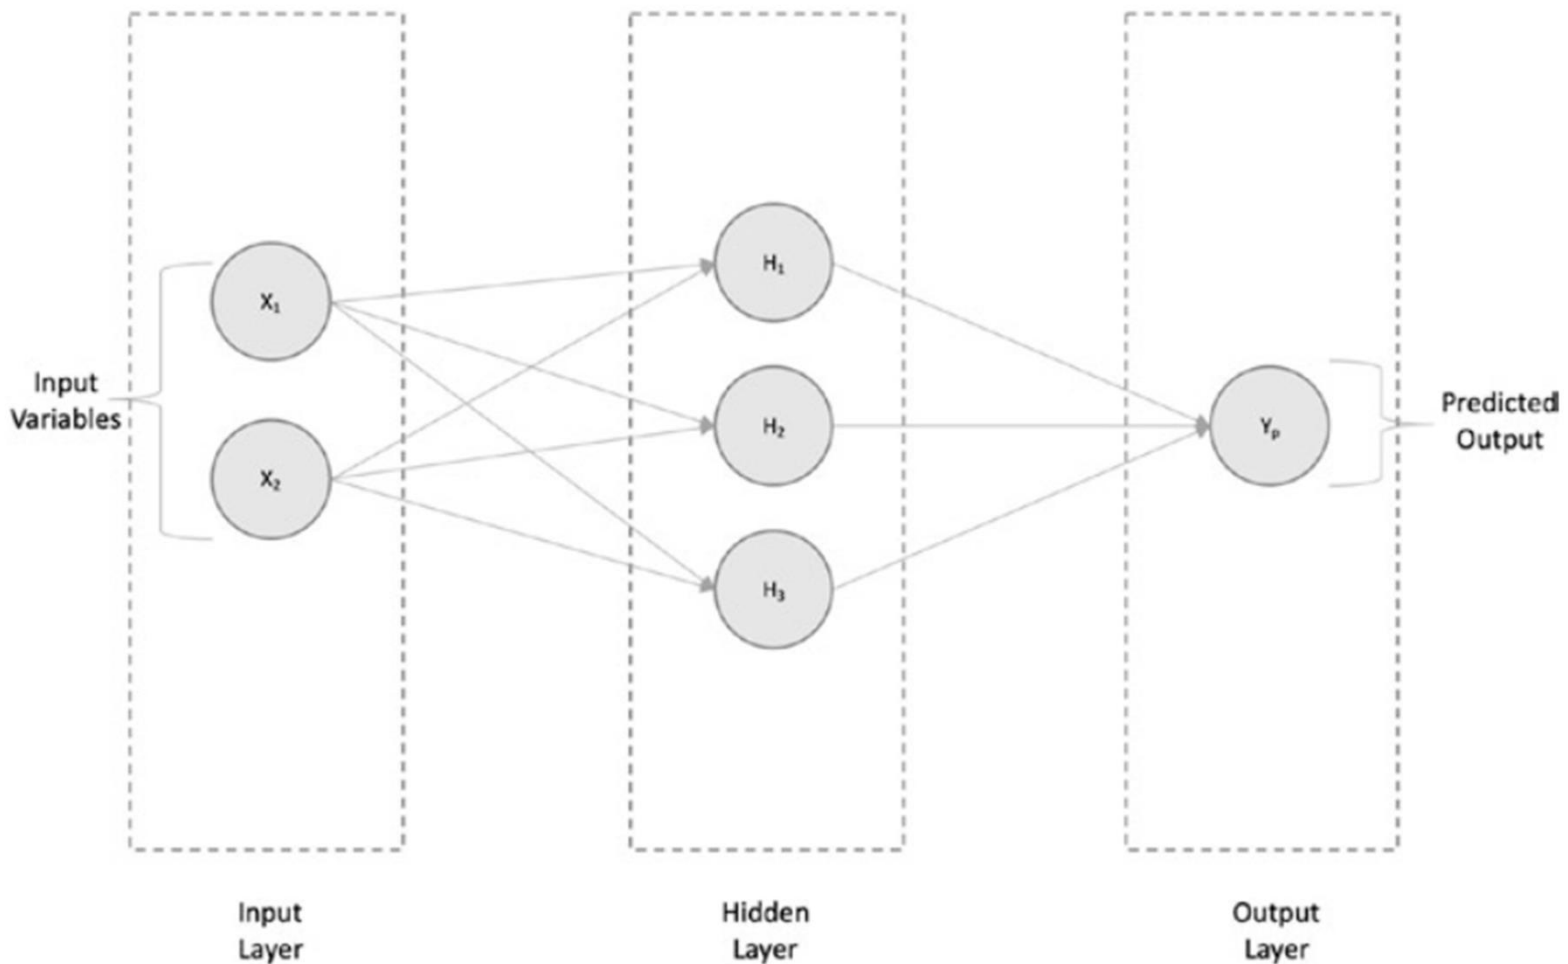 H₁
X₁
Input
Variables
H₂
Yₚ
Predicted
Output
X₂
H₃
Input
Layer
Hidden
Layer
Output
Layer